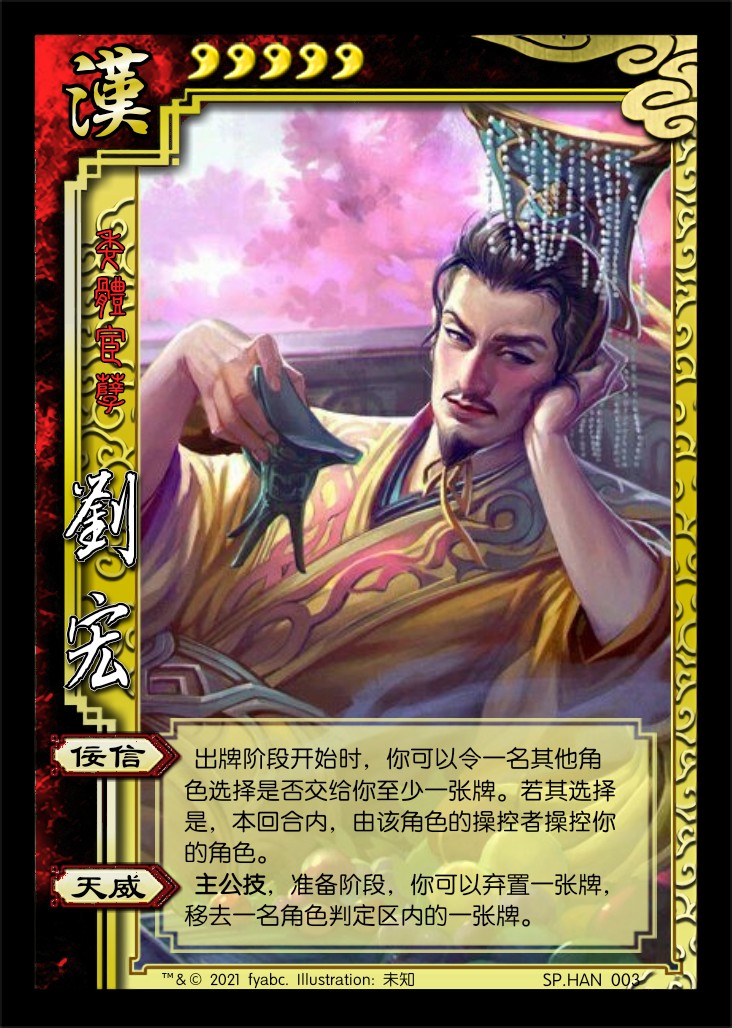 漢
委體宦孽
劉宏
佞信
出牌阶段开始时，你可以令一名其他角
色选择是否交给你至少一张牌。若其选择
是，本回合内，由该角色的操控者操控你
的角色。
天威
主公技，准备阶段，你可以弃置一张牌，
移去一名角色判定区内的一张牌。
™&© 2021 fyabc. Illustration: 未知
SP.HAN 003